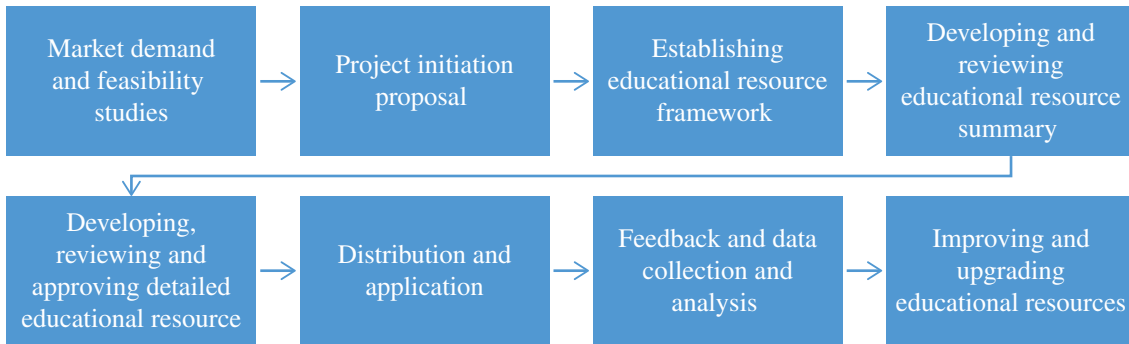 Market demand
and feasibility
studies
Project initiation
proposal
Establishing
educational resource
framework
Developing and
reviewing
educational resource
summary
Developing,
reviewing and
approving detailed
educational resource
Distribution and
application
Feedback and data
collection and
analysis
Improving and
upgrading
educational resources